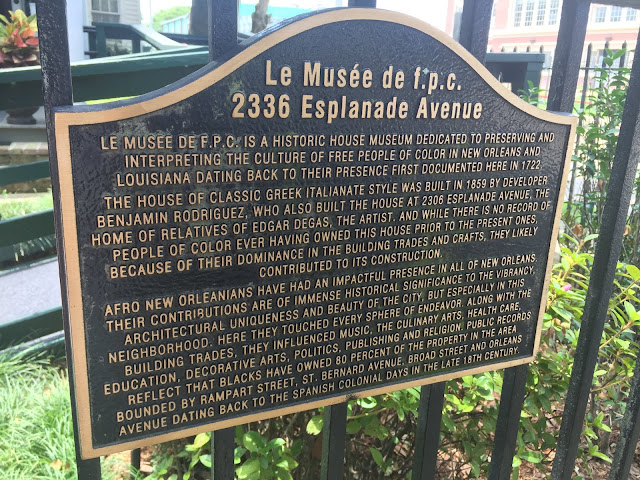 Le Musée de f.p.c.
2336 Esplanade Avenue
LE MUSEE DE F.P.C. IS A HISTORIC HOUSE MUSEUM DEDICATED TO PRESERVING AND
INTERPRETING THE CULTURE OF FREE PEOPLE OF COLOR IN NEW ORLEANS AND
LOUISIANA DATING BACK TO THEIR PRESENCE FIRST DOCUMENTED HERE IN 1722.
THE HOUSE OF CLASSIC GREEK ITALIANATE STYLE WAS BUILT IN 1859 BY DEVELOPER
BENJAMIN RODRIGUEZ, WHO ALSO BUILT THE HOUSE AT 2306 ESPLANADE AVENUE, THE
HOME OF RELATIVES OF EDGAR DEGAS, THE ARTIST. AND WHILE THERE IS NO RECORD OF
PEOPLE OF COLOR EVER HAVING OWNED THIS HOUSE PRIOR TO THE PRESENT ONES,
BECAUSE OF THEIR DOMINANCE IN THE BUILDING TRADES AND CRAFTS, THEY LIKELY
CONTRIBUTED TO ITS CONSTRUCTION.
AFRO NEW ORLEANIANS HAVE HAD AN IMPACTFUL PRESENCE IN ALL OF NEW ORLEANS.
THEIR CONTRIBUTIONS ARE OF IMMENSE HISTORICAL SIGNIFICANCE TO THE VIBRANCY,
ARCHITECTURAL UNIQUENESS AND BEAUTY OF THE CITY, BUT ESPECIALLY IN THIS
NEIGHBORHOOD. HERE THEY TOUCHED EVERY SPHERE OF ENDEAVOR. ALONG WITH THE
BUILDING TRADES, THEY INFLUENCED MUSIC, THE CULINARY ARTS, HEALTH CARE,
EDUCATION, DECORATIVE ARTS, POLITICS, PUBLISHING AND RELIGION. PUBLIC RECORDS
REFLECT THAT BLACKS HAVE OWNED 80 PERCENT OF THE PROPERTY IN THE AREA
BOUNDED BY RAMPART STREET, ST. BERNARD AVENUE, BROAD STREET AND ORLEANS
AVENUE DATING BACK TO THE SPANISH COLONIAL DAYS IN THE LATE 18TH CENTURY.